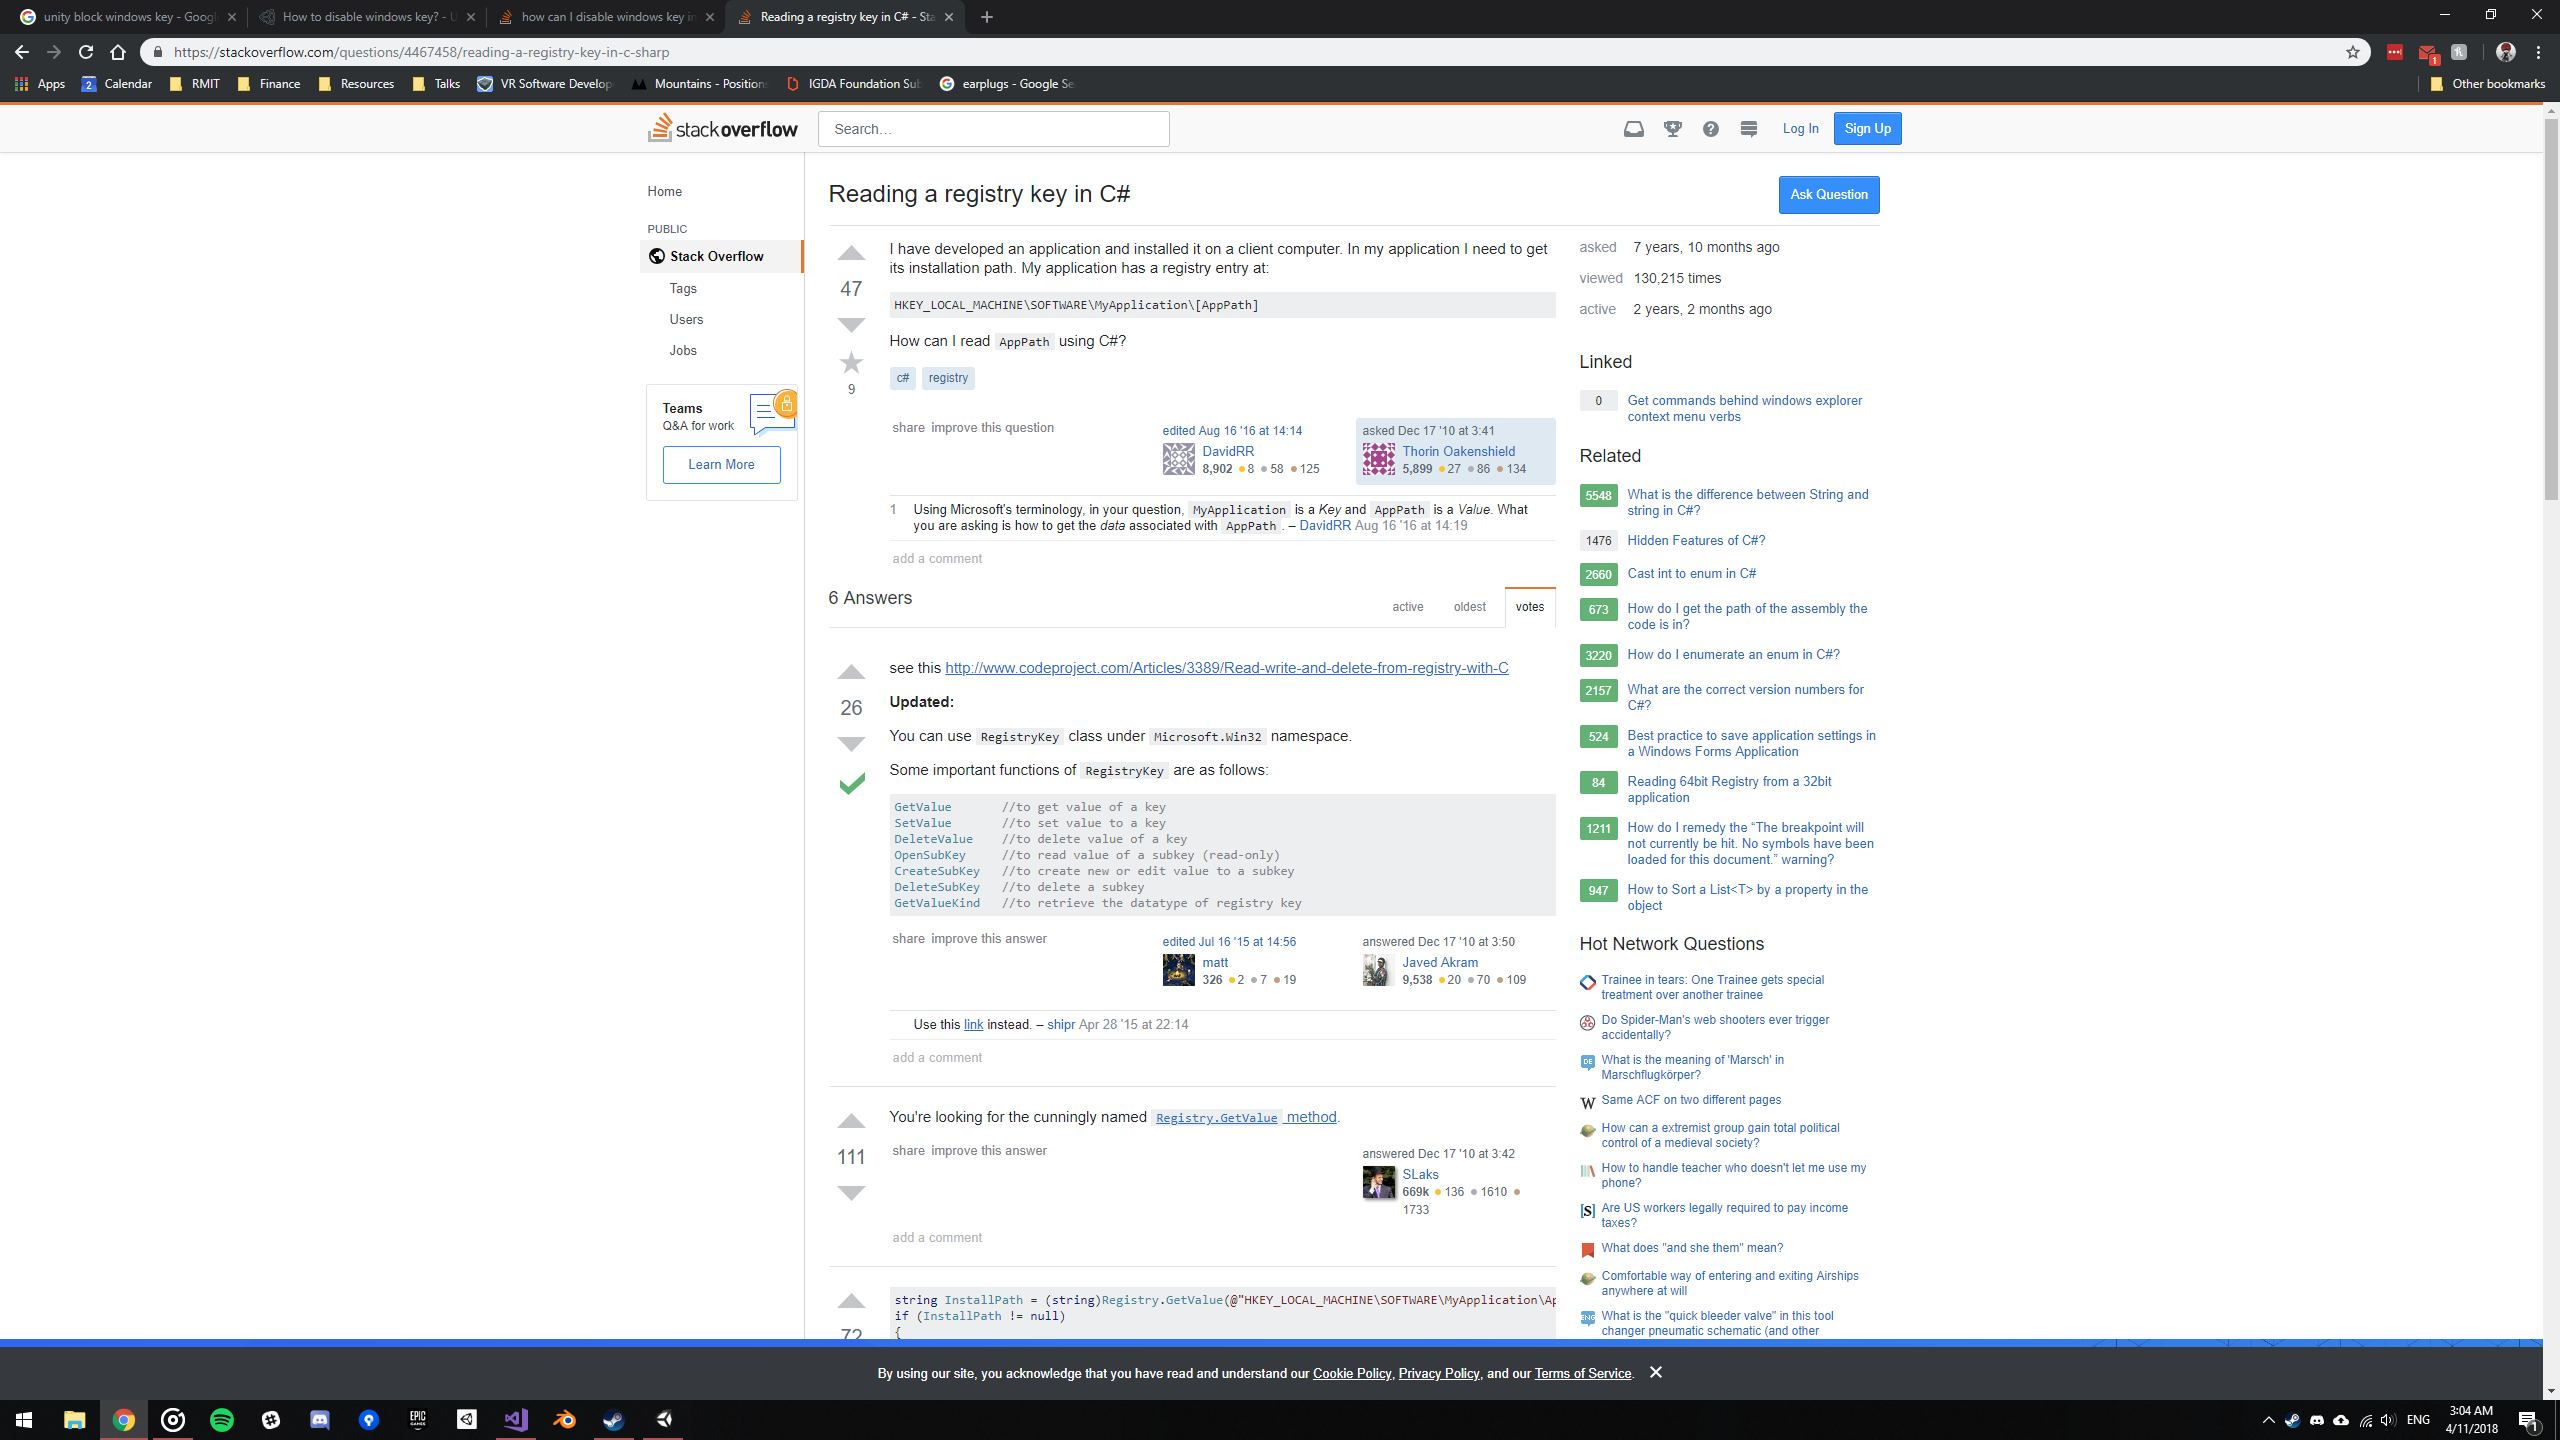 unity block windows key - Googl
How to disable windows key? - U
how can I disable windows key in
Reading a registry key in C# - Sta
https://stackoverflow.com/questions/4467458/reading-a-registry-key-in-c-sharp
1
Apps
2 Calendar
RMIT
Finance
Resources
Talks
VR Software Develop
Mountains - Positions
IGDA Foundation Sub
earplugs - Google Se
Other bookmarks
stackoverflow
Search…
Log In
Sign Up
Home
PUBLIC
Stack Overflow
Tags
Users
Jobs
Teams
Q&A for work
Learn More
Reading a registry key in C#
Ask Question
47
9
I have developed an application and installed it on a client computer. In my application I need to get
its installation path. My application has a registry entry at:
HKEY_LOCAL_MACHINE\SOFTWARE\MyApplication\[AppPath]
How can I read AppPath using C#?
c# registry
share improve this question
edited Aug 16 '16 at 14:14
DavidRR
8,902 8 58 125
asked Dec 17 '10 at 3:41
Thorin Oakenshield
5,899 27 86 134
1 Using Microsoft's terminology, in your question, MyApplication is a Key and AppPath is a Value. What
you are asking is how to get the data associated with AppPath . – DavidRR Aug 16 '16 at 14:19
add a comment
6 Answers
active oldest votes
26
see this http://www.codeproject.com/Articles/3389/Read-write-and-delete-from-registry-with-C
Updated:
You can use RegistryKey class under Microsoft.Win32 namespace.
Some important functions of RegistryKey are as follows:
GetValue //to get value of a key
SetValue //to set value to a key
DeleteValue //to delete value of a key
OpenSubKey //to read value of a subkey (read-only)
CreateSubKey //to create new or edit value to a subkey
DeleteSubKey //to delete a subkey
GetValueKind //to retrieve the datatype of registry key
share improve this answer
edited Jul 16 '15 at 14:56
matt
326 2 7 19
answered Dec 17 '10 at 3:50
Javed Akram
9,538 20 70 109
Use this link instead. – shipr Apr 28 '15 at 22:14
add a comment
111
You're looking for the cunningly named Registry.GetValue method.
share improve this answer
answered Dec 17 '10 at 3:42
SLaks
669k 136 1610
1733
add a comment
72
string InstallPath = (string)Registry.GetValue(@"HKEY_LOCAL_MACHINE\SOFTWARE\MyApplication\Ap
if (InstallPath != null)
{
asked 7 years, 10 months ago
viewed 130,215 times
active 2 years, 2 months ago
Linked
0 Get commands behind windows explorer
context menu verbs
Related
5548 What is the difference between String and
string in C#?
1476 Hidden Features of C#?
2660 Cast int to enum in C#
673 How do I get the path of the assembly the
code is in?
3220 How do I enumerate an enum in C#?
2157 What are the correct version numbers for
C#?
524 Best practice to save application settings in
a Windows Forms Application
84 Reading 64bit Registry from a 32bit
application
1211 How do I remedy the “The breakpoint will
not currently be hit. No symbols have been
loaded for this document.” warning?
947 How to Sort a List<T> by a property in the
object
Hot Network Questions
Trainee in tears: One Trainee gets special
treatment over another trainee
Do Spider-Man's web shooters ever trigger
accidentally?
DE What is the meaning of 'Marsch' in
Marschflugkörper?
W Same ACF on two different pages
How can a extremist group gain total political
control of a medieval society?
How to handle teacher who doesn't let me use my
phone?
[S] Are US workers legally required to pay income
taxes?
What does "and she them" mean?
Comfortable way of entering and exiting Airships
anywhere at will
ENG What is the "quick bleeder valve" in this tool
changer pneumatic schematic (and other
By using our site, you acknowledge that you have read and understand our Cookie Policy, Privacy Policy, and our Terms of Service.
EPIC
GAMES
ENG
3:04 AM
4/11/2018
1